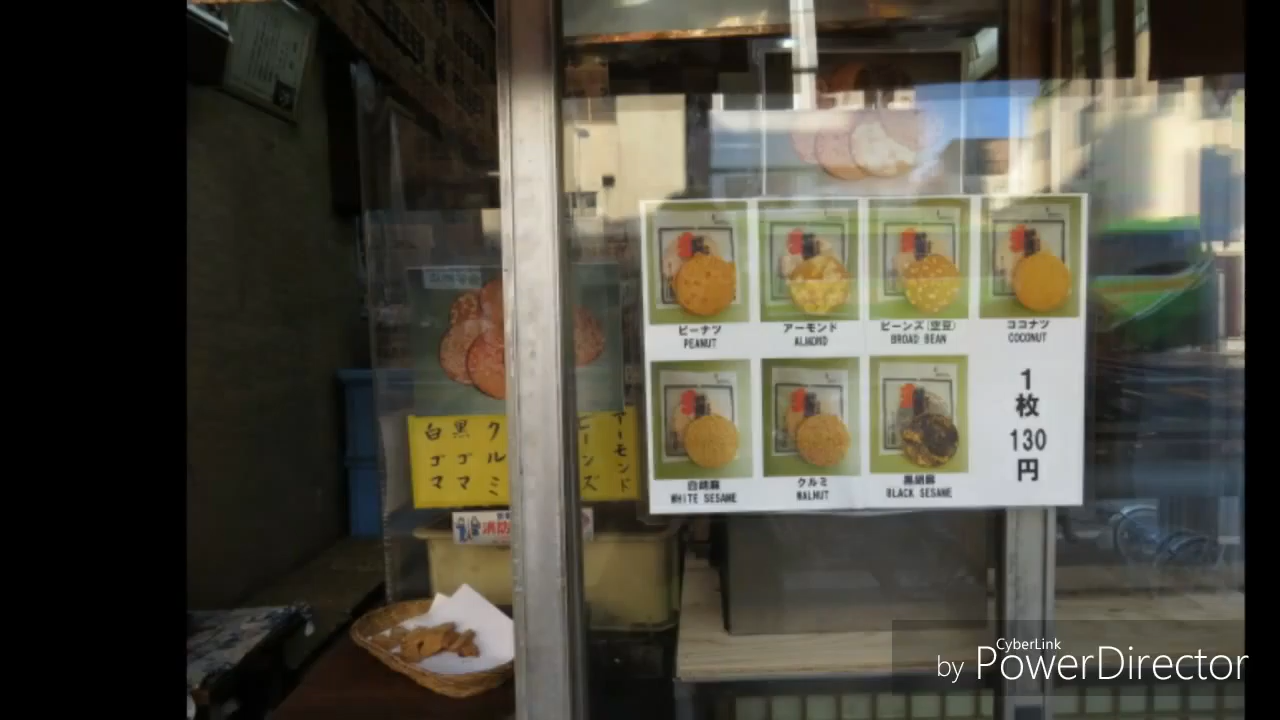 ピーナツ
PEANUT
アーモンド
ALMOND
ビーンズ(空豆)
BROAD BEAN
ココナツ
COCONUT
白胡麻
WHITE SESAME
クルミ
WALNUT
黒胡麻
BLACK SESAME
1
枚
130
円
アーモンド
ーンズ
クルミ
黒ゴマ
白ゴマ
消防
CyberLink
by PowerDirector